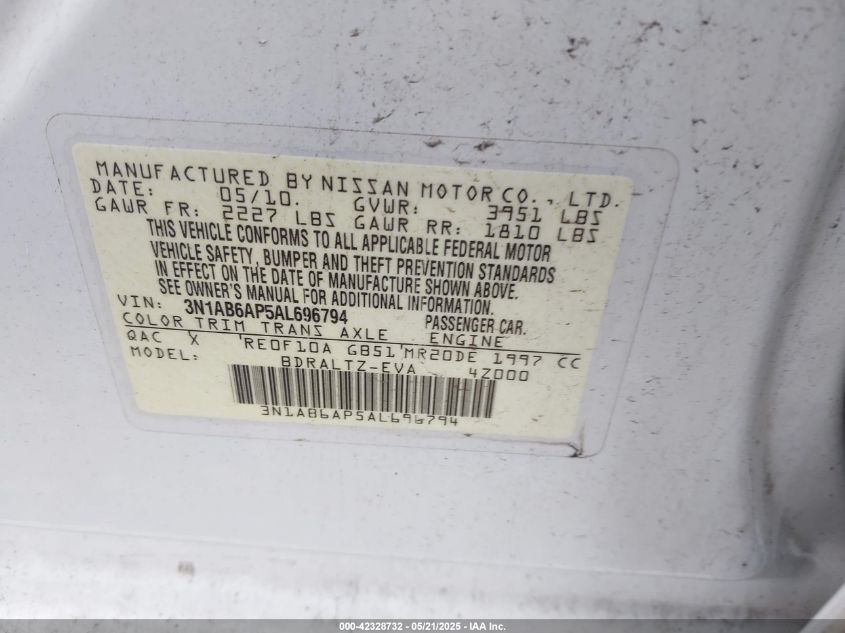 MANUFACTURED BY NISSAN MOTOR CO., LTD.
DATE: 05/10. GVWR: 3951 LBS
GAWR FR: 2227 LBS GAWR RR: 1810 LBS
THIS VEHICLE CONFORMS TO ALL APPLICABLE FEDERAL MOTOR
VEHICLE SAFETY, BUMPER AND THEFT PREVENTION STANDARDS
IN EFFECT ON THE DATE OF MANUFACTURE SHOWN ABOVE.
SEE OWNER'S MANUAL FOR ADDITIONAL INFORMATION.
VIN: 3N1AB6AP5AL696794 PASSENGER CAR.
COLOR TRIM TRANS AXLE ENGINE
QAC X 'RE0F10A GB51'MR20DE 1997 CC
MODEL: BDRALTZ-EVA 4Z000
3N1AB6AP5AL696794
000-42328732 - 05/21/2025 - IAA Inc.